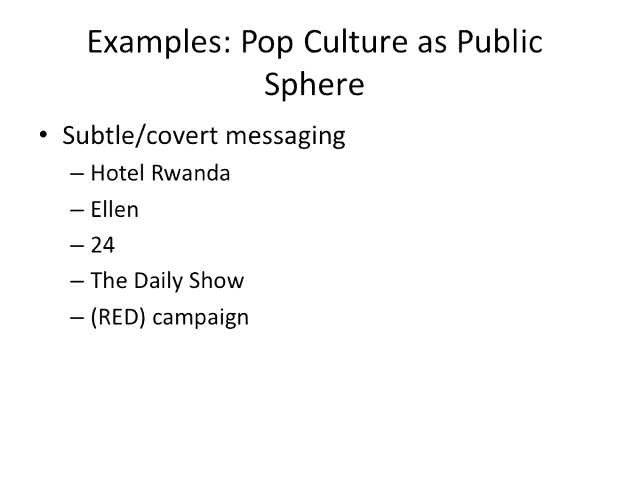 Examples: Pop Culture as Public
Sphere
• Subtle/covert messaging
– Hotel Rwanda
– Ellen
– 24
– The Daily Show
– (RED) campaign